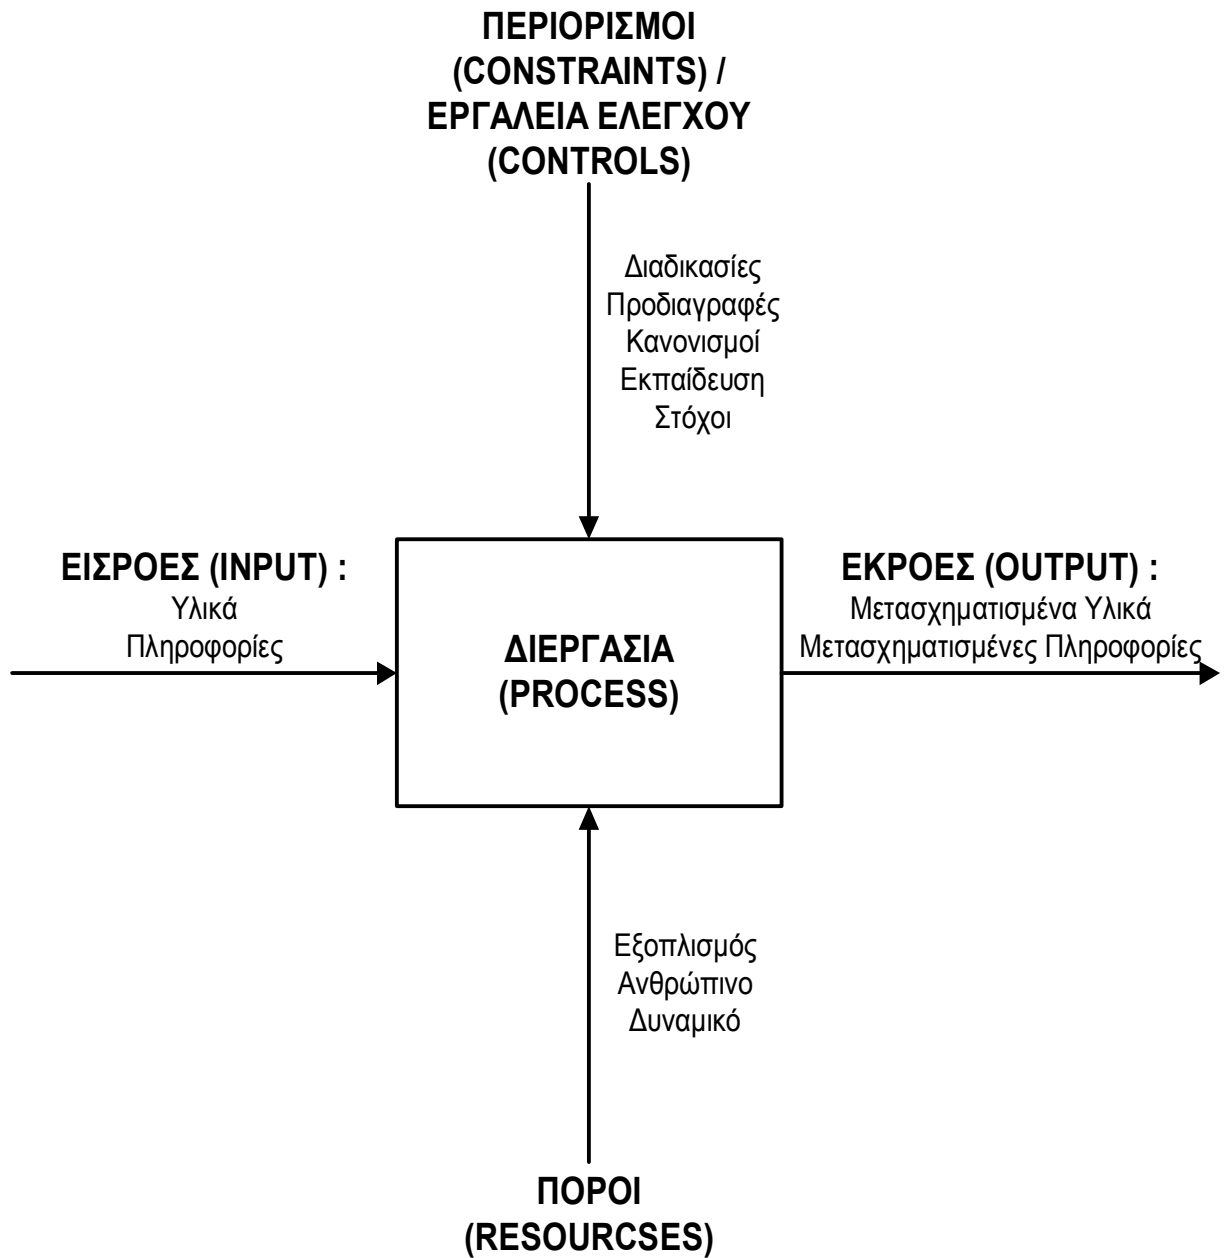 ΠΕΡΙΟΡΙΣΜΟΙ
(CONSTRAINTS) /
ΕΡΓΑΛΕΙΑ ΕΛΕΓΧΟΥ
(CONTROLS)
Διαδικασίες
Προδιαγραφές
Κανονισμοί
Εκπαίδευση
Στόχοι
ΕΙΣΡΟΕΣ (INPUT) :
Υλικά
Πληροφορίες
ΔΙΕΡΓΑΣΙΑ
(PROCESS)
ΕΚΡΟΕΣ (OUTPUT) :
Μετασχηματισμένα Υλικά
Μετασχηματισμένες Πληροφορίες
Εξοπλισμός
Ανθρώπινο
Δυναμικό
ΠΟΡΟΙ
(RESOURCSES)